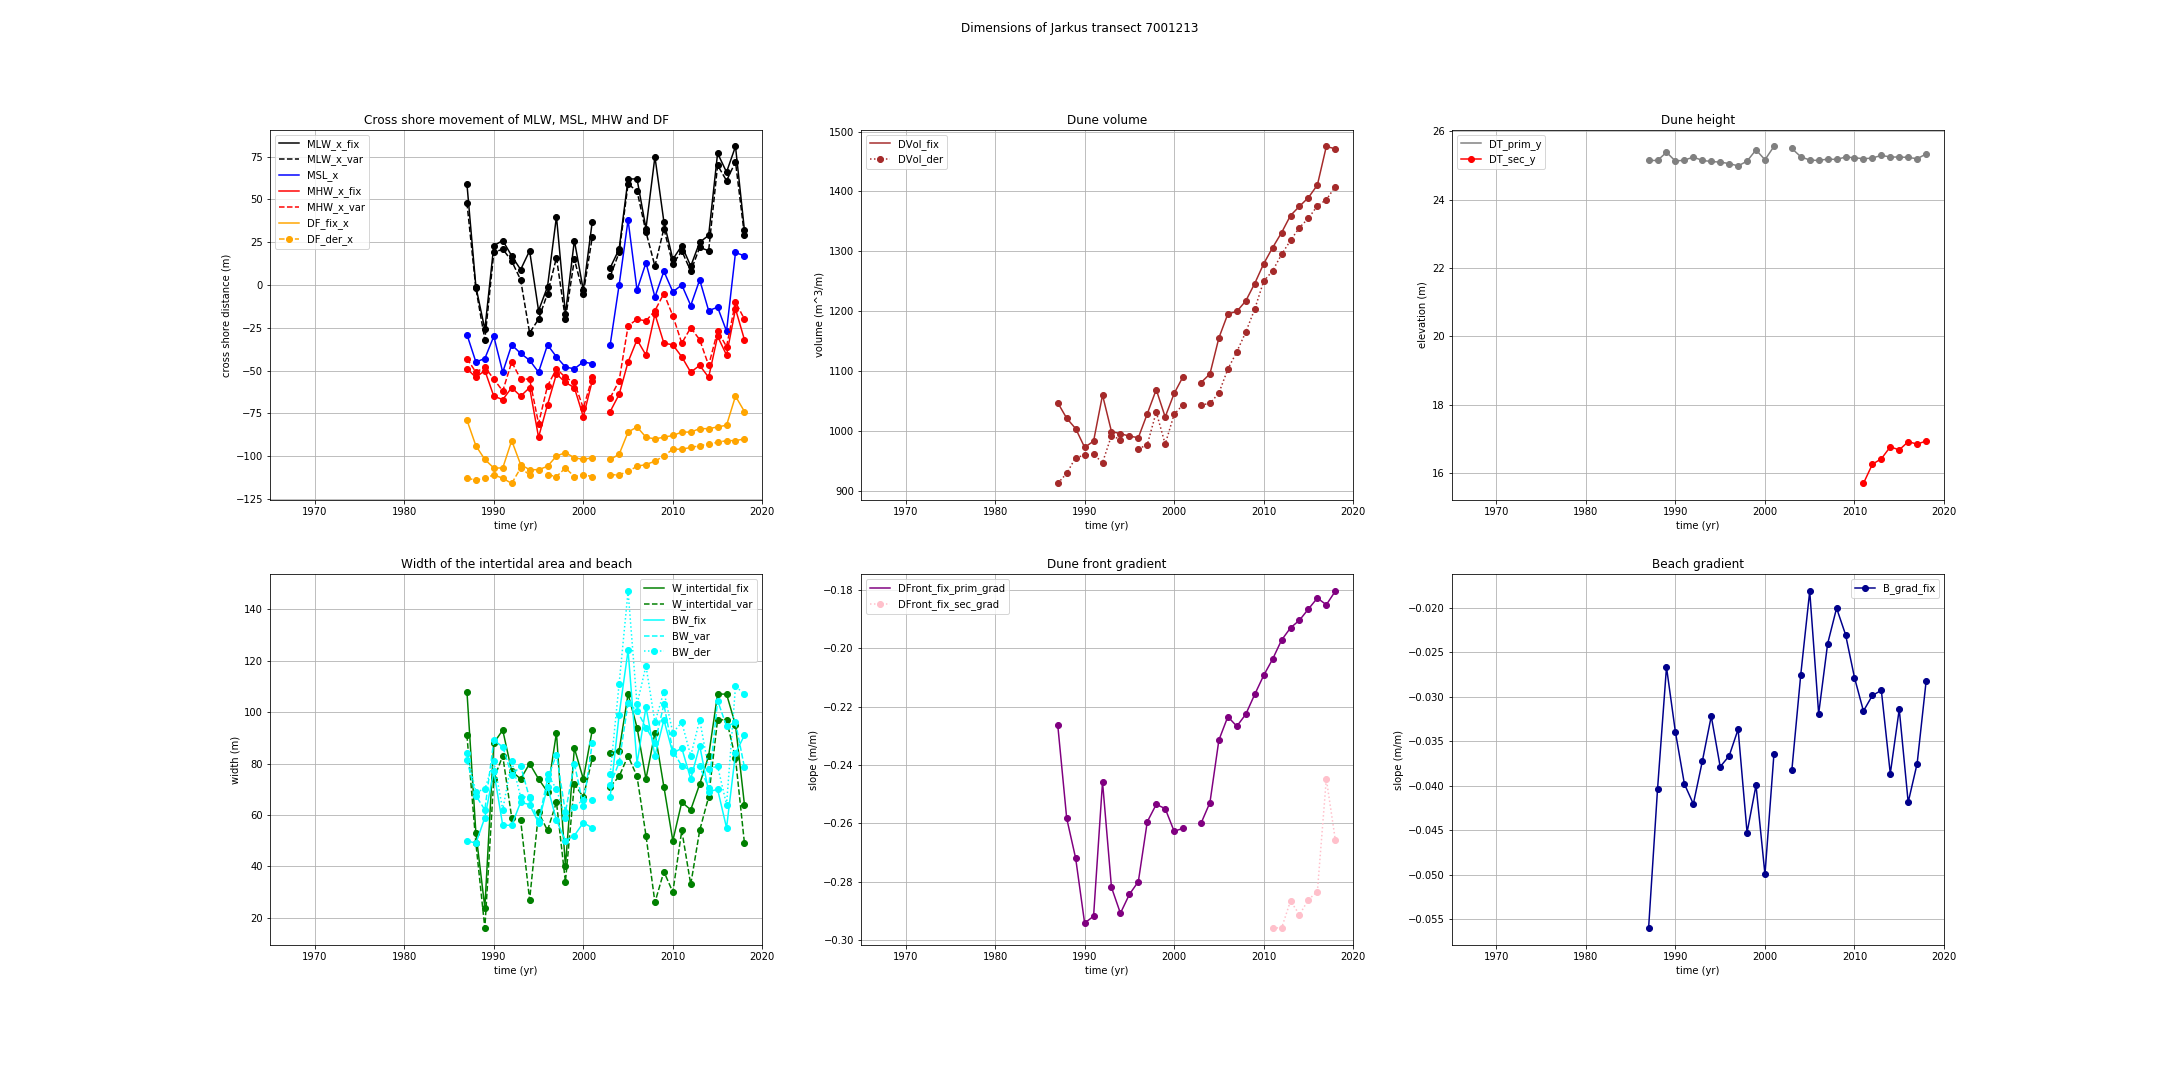 Dimensions of Jarkus transect 7001213
Cross shore movement of MLW, MSL, MHW and DF
MLW_x_fix
MLW_x_var
MSL_x
MHW_x_fix
MHW_x_var
DF_fix_x
DF_der_x
cross shore distance (m)
75
50
25
0
−25
−50
−75
−100
−125
1970 1980 1990 2000 2010 2020
time (yr)
Dune volume
DVol_fix
DVol_der
volume (m^3/m)
1500
1400
1300
1200
1100
1000
900
1970 1980 1990 2000 2010 2020
time (yr)
Dune height
DT_prim_y
DT_sec_y
elevation (m)
26
24
22
20
18
16
1970 1980 1990 2000 2010 2020
time (yr)
Width of the intertidal area and beach
W_intertidal_fix
W_intertidal_var
BW_fix
BW_var
BW_der
width (m)
140
120
100
80
60
40
20
1970 1980 1990 2000 2010 2020
time (yr)
Dune front gradient
DFront_fix_prim_grad
DFront_fix_sec_grad
slope (m/m)
−0.18
−0.20
−0.22
−0.24
−0.26
−0.28
−0.30
1970 1980 1990 2000 2010 2020
time (yr)
Beach gradient
B_grad_fix
slope (m/m)
−0.020
−0.025
−0.030
−0.035
−0.040
−0.045
−0.050
−0.055
1970 1980 1990 2000 2010 2020
time (yr)